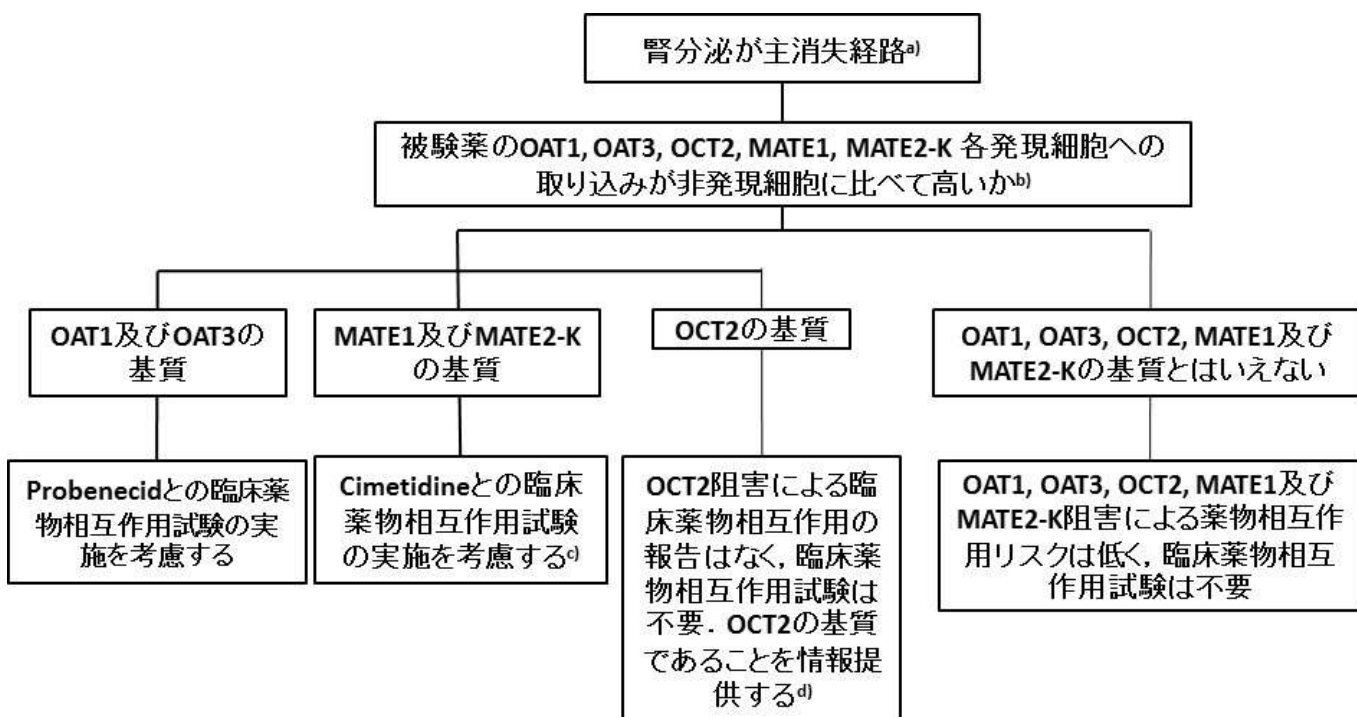 腎分泌が主消失経路a)
被験薬のOAT1, OAT3, OCT2, MATE1, MATE2-K 各発現細胞への
取り込みが非発現細胞に比べて高いかb)
OAT1及びOAT3の
基質
MATE1及びMATE2-K
の基質
OCT2の基質
OAT1, OAT3, OCT2, MATE1及び
MATE2-Kの基質とはいえない
Probenecidとの臨床薬
物相互作用試験の実
施を考慮する
Cimetidineとの臨床
薬物相互作用試験
の実施を考慮するc)
OCT2阻害による臨
床薬物相互作用の
報告はなく, 臨床薬
物相互作用試験は
不要. OCT2の基質
であることを情報提
供するd)
OAT1, OAT3, OCT2, MATE1及び
MATE2-K阻害による薬物相互作
用リスクは低く, 臨床薬物相互
作用試験は不要